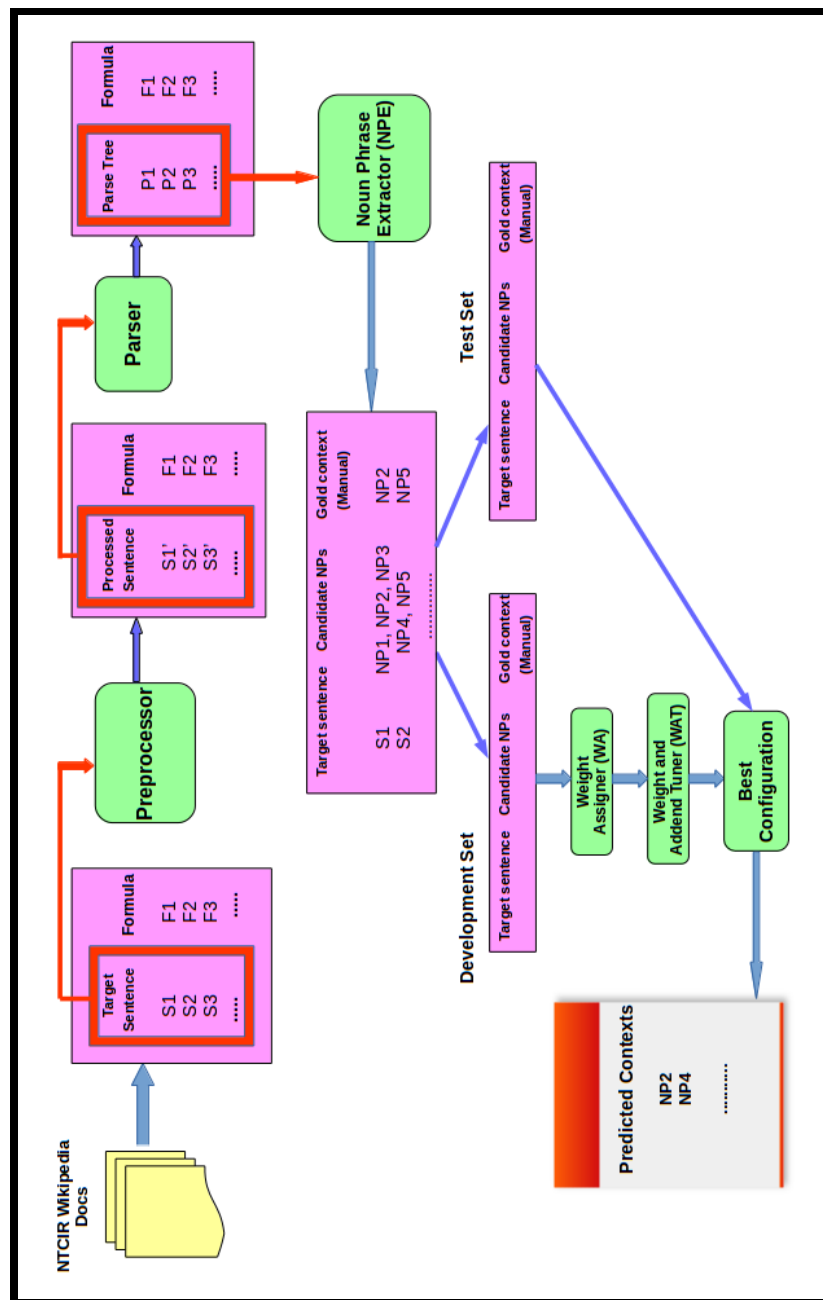 NTCIR Wikipedia
Docs
Target
Sentence
Formula
S1 F1
S2 F2
S3 F3
..... .....
Preprocessor
Processed
Sentence
Formula
S1' F1
S2' F2
S3' F3
..... .....
Parser
Parse Tree Formula
P1 F1
P2 F2
P3 F3
..... .....
Noun Phrase
Extractor (NPE)
Target sentence Candidate NPs Gold context
(Manual)
S1 NP1, NP2, NP3 NP2
S2 NP4, NP5 NP5
..............
Development Set
Target sentence Candidate NPs Gold context
(Manual)
Test Set
Target sentence Candidate NPs Gold context
(Manual)
Weight
Assigner (WA)
Weight and
Addend Tuner (WAT)
Best
Configuration
Predicted Contexts
NP2
NP4
..........